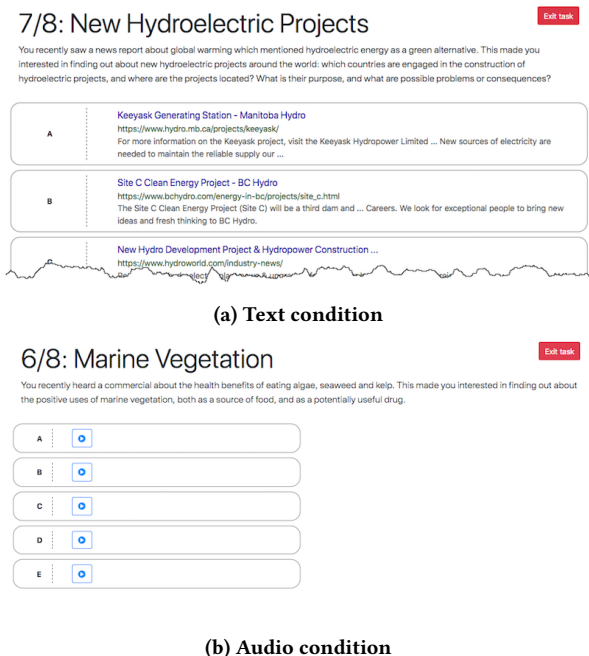 7/8: New Hydroelectric Projects
Exit task
You recently saw a news report about global warming which mentioned hydroelectric energy as a green alternative. This made you
interested in finding out about new hydroelectric projects around the world: which countries are engaged in the construction of
hydroelectric projects, and where are the projects located? What is their purpose, and what are possible problems or consequences?
A
Keeyask Generating Station - Manitoba Hydro
https://www.hydro.mb.ca/projects/keeyask/
For more information on the Keeyask project, visit the Keeyask Hydropower Limited ... New sources of electricity are
needed to maintain the reliable supply our ...
B
Site C Clean Energy Project - BC Hydro
https://www.bchydro.com/energy-in-bc/projects/site_c.html
The Site C Clean Energy Project (Site C) will be a third dam and ... Careers. We look for exceptional people to bring new
ideas and fresh thinking to BC Hydro.
New Hydro Development Project & Hydropower Construction ...
https://www.hydroworld.com/industry-news/
(a) Text condition
6/8: Marine Vegetation
Exit task
You recently heard a commercial about the health benefits of eating algae, seaweed and kelp. This made you interested in finding out about
the positive uses of marine vegetation, both as a source of food, and as a potentially useful drug.
A
B
C
D
E
(b) Audio condition